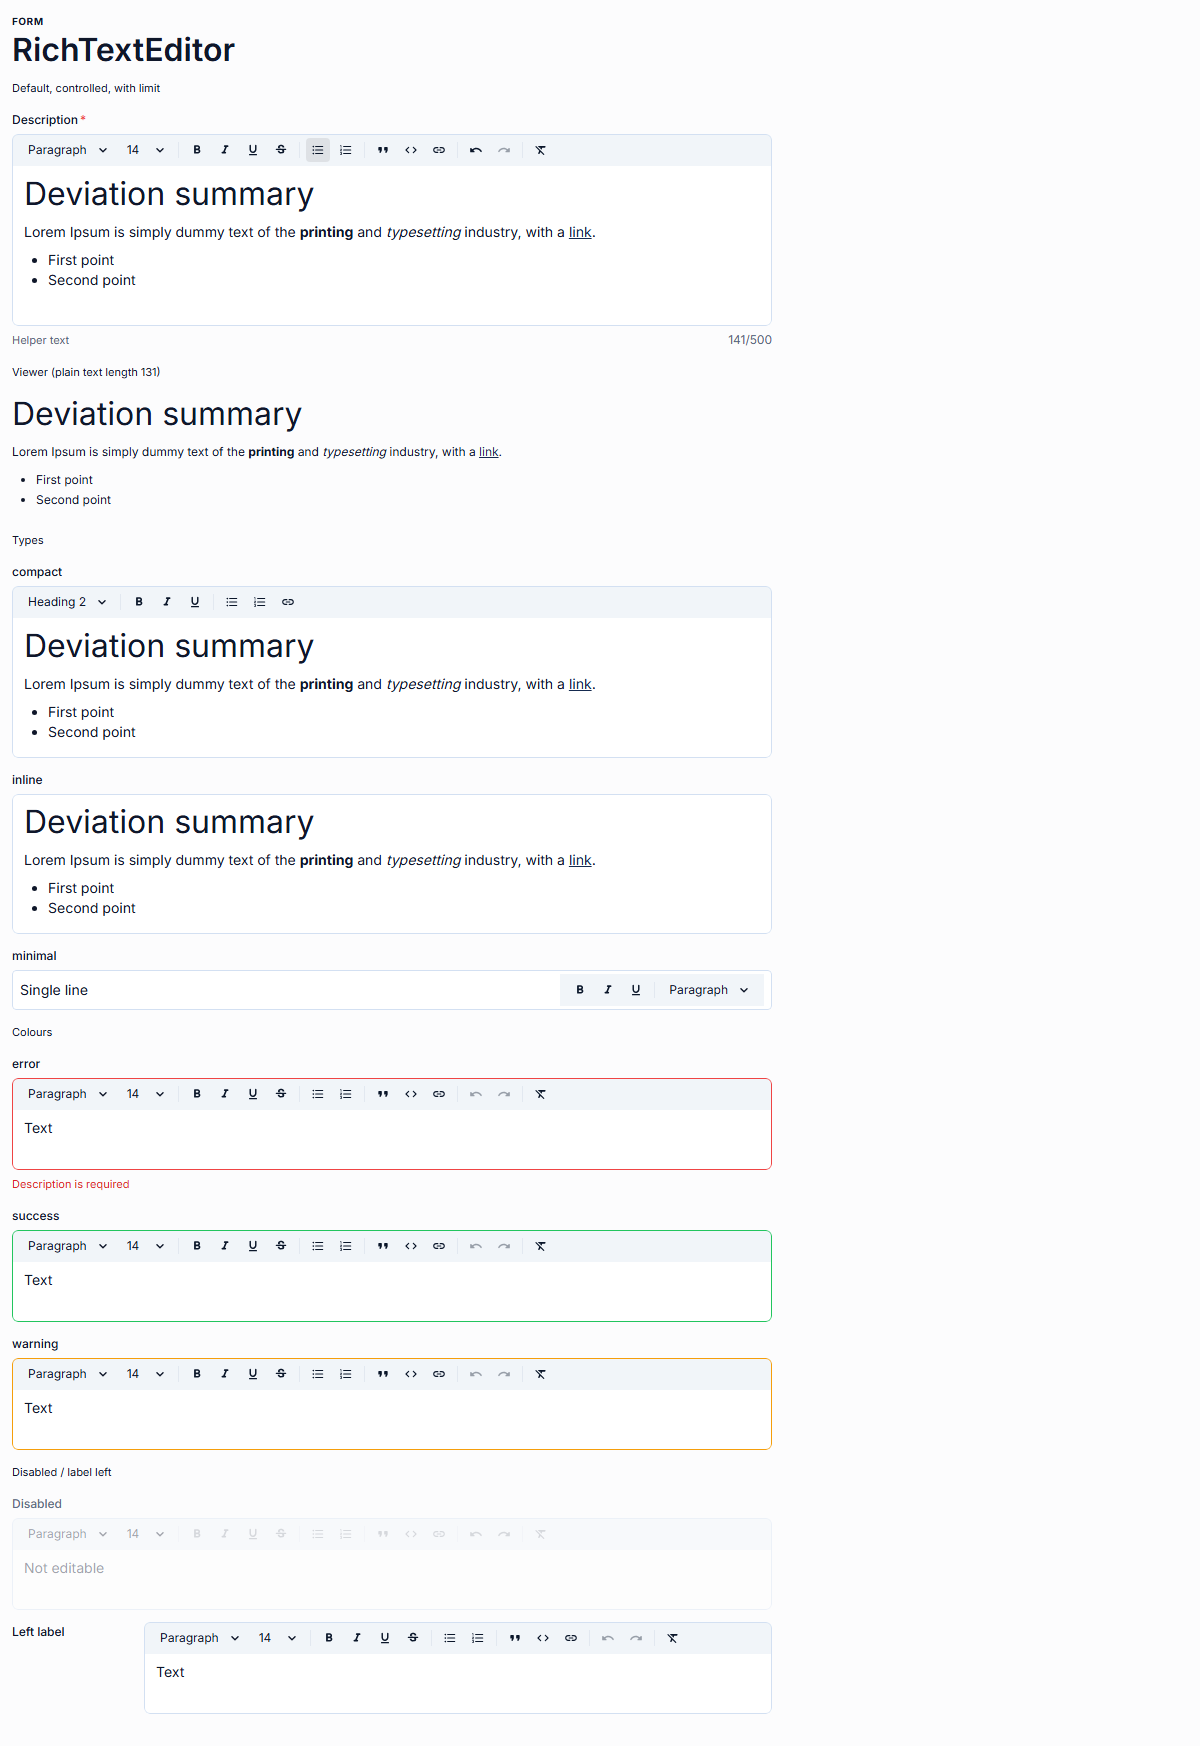 FORM
RichTextEditor
Default, controlled, with limit
Description *
Paragraph 14 B I U S
Deviation summary
Lorem Ipsum is simply dummy text of the printing and typesetting industry, with a link.
• First point
• Second point
Helper text 141/500
Viewer (plain text length 131)
Deviation summary
Lorem Ipsum is simply dummy text of the printing and typesetting industry, with a link.
• First point
• Second point
Types
compact
Heading 2 B I U
Deviation summary
Lorem Ipsum is simply dummy text of the printing and typesetting industry, with a link.
• First point
• Second point
inline
Deviation summary
Lorem Ipsum is simply dummy text of the printing and typesetting industry, with a link.
• First point
• Second point
minimal
Single line B I U Paragraph
Colours
error
Paragraph 14 B I U S
Text
Description is required
success
Paragraph 14 B I U S
Text
warning
Paragraph 14 B I U S
Text
Disabled / label left
Disabled
Paragraph 14 B I U S
Not editable
Left label Paragraph 14 B I U S
Text